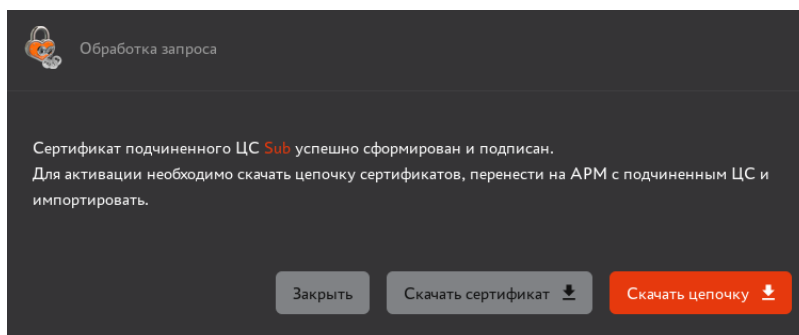 Обработка запроса
Сертификат подчиненного ЦС Sub успешно сформирован и подписан.
Для активации необходимо скачать цепочку сертификатов, перенести на АРМ с подчиненным ЦС и
импортировать.
Закрыть
Скачать сертификат
Скачать цепочку